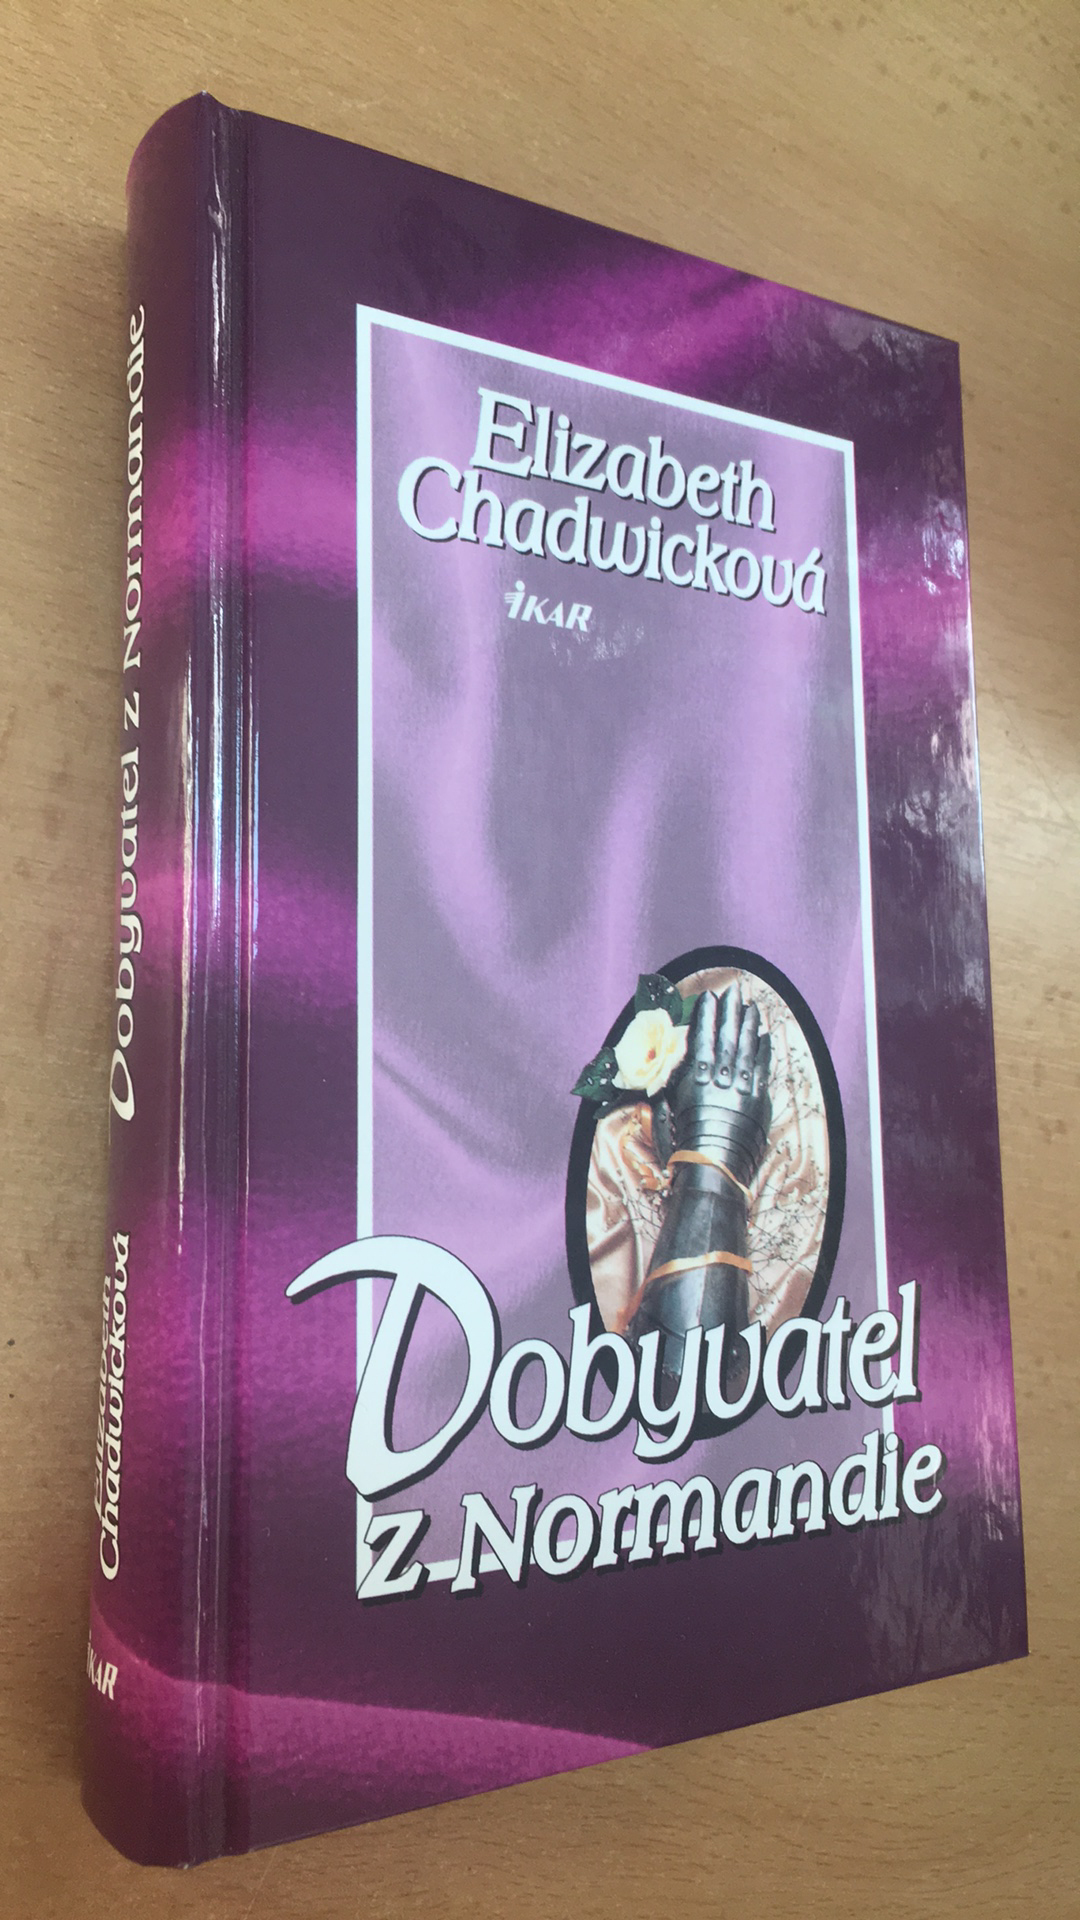 Elizabeth
Chadwicková
IKAR
Dobyvatel
z Normandie
Elizabeth
Chadwicková
Dobyvatel z Normandie
IKAR